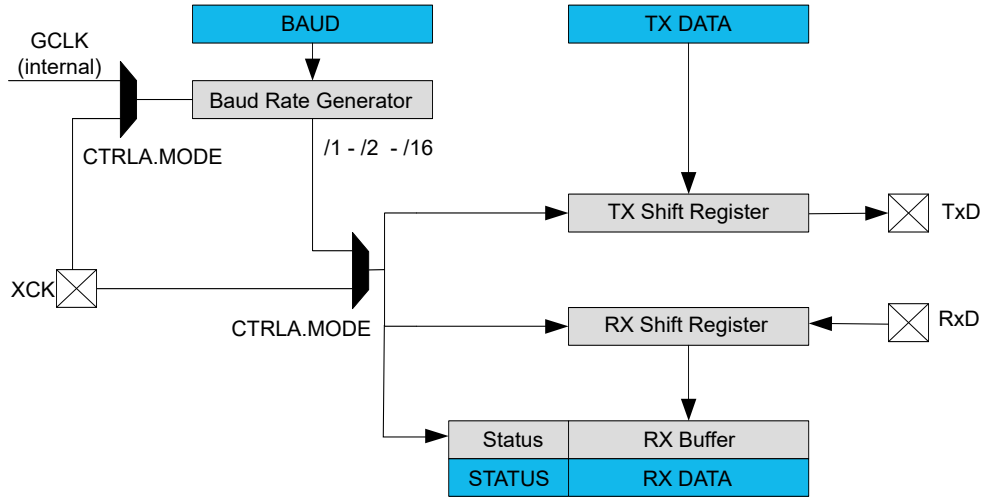 BAUD
TX DATA
GCLK
(internal)
Baud Rate Generator
/1 - /2 - /16
CTRLA.MODE
TX Shift Register
TxD
XCK
CTRLA.MODE
RX Shift Register
RxD
Status
RX Buffer
STATUS
RX DATA